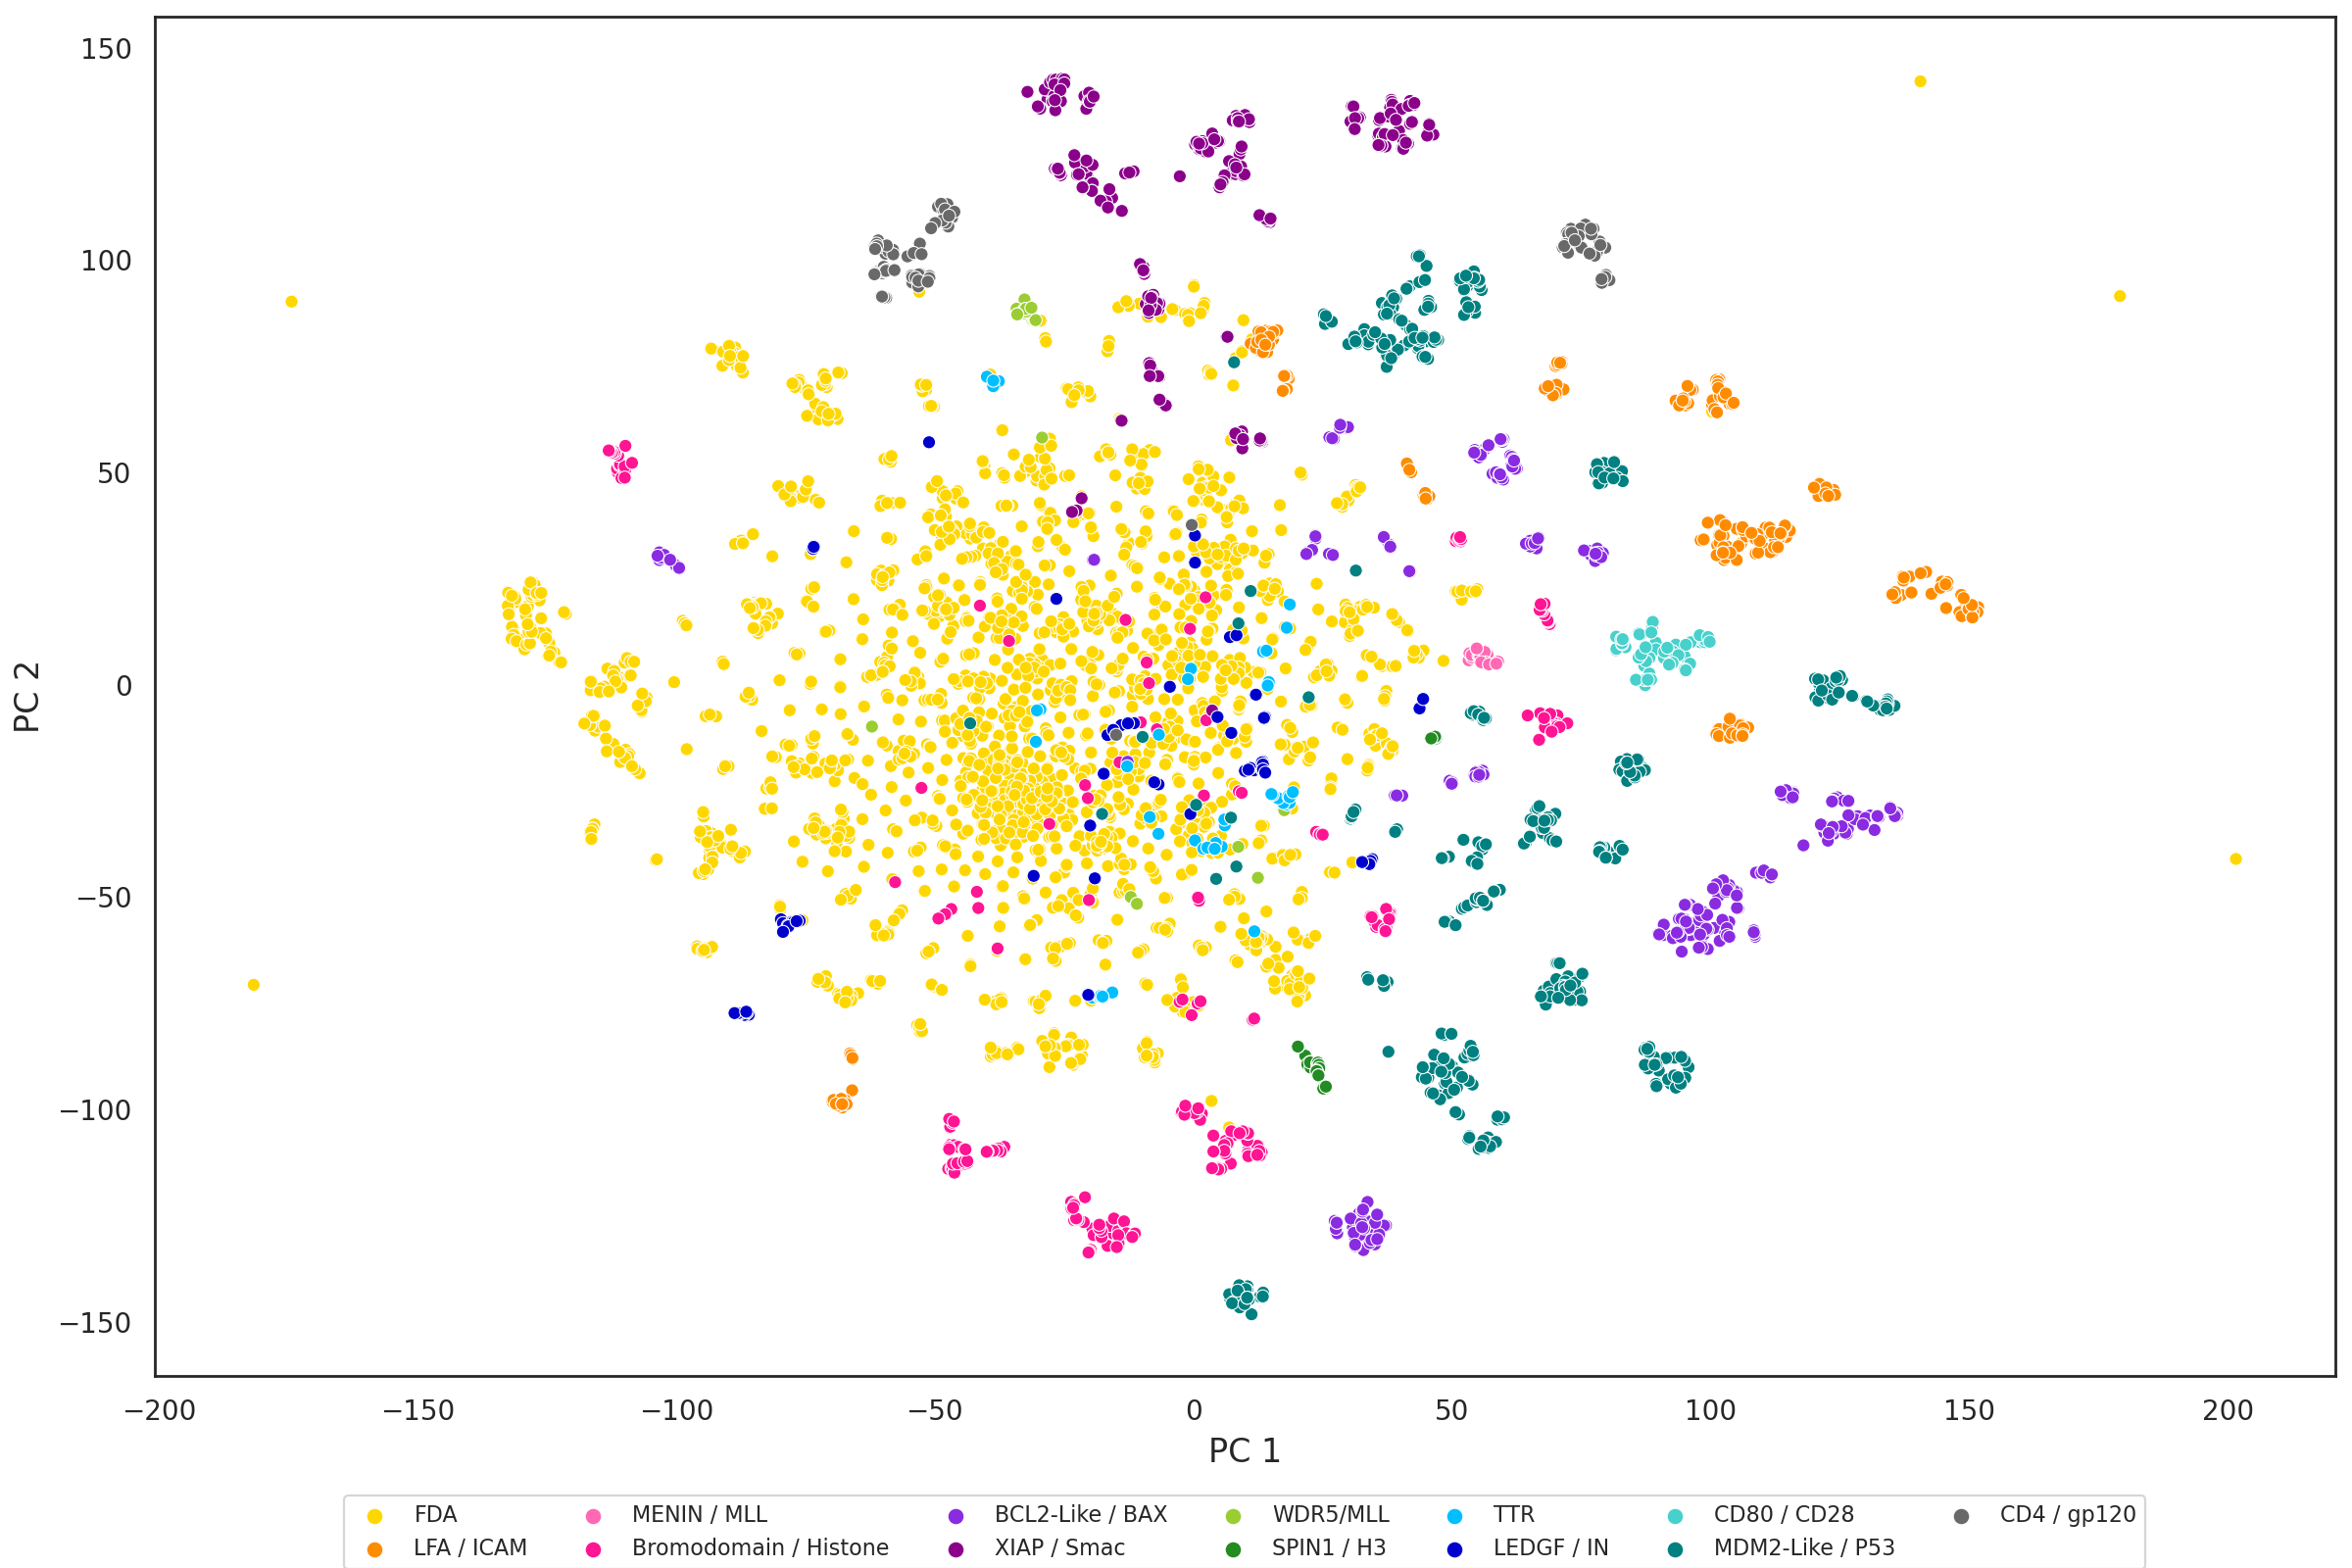 150
100
50
0
−50
−100
−150
PC 2
−200 −150 −100 −50 0 50 100 150 200
PC 1
FDA MENIN / MLL BCL2-Like / BAX WDR5/MLL TTR CD80 / CD28 CD4 / gp120
LFA / ICAM Bromodomain / Histone XIAP / Smac SPIN1 / H3 LEDGF / IN MDM2-Like / P53